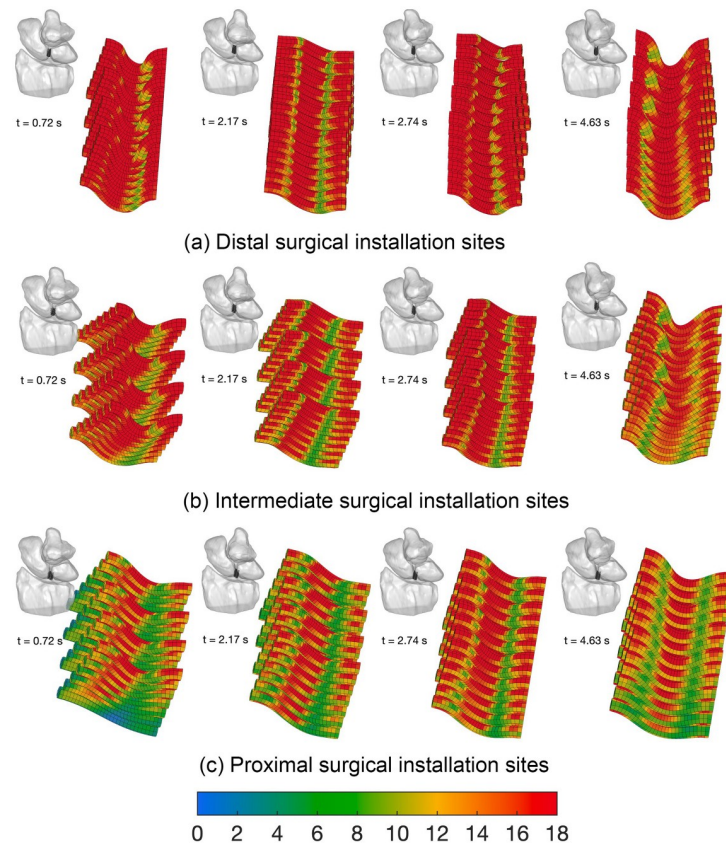 t = 0.72 s
t = 2.17 s
t = 2.74 s
t = 4.63 s
(a) Distal surgical installation sites
t = 0.72 s
t = 2.17 s
t = 2.74 s
t = 4.63 s
(b) Intermediate surgical installation sites
t = 0.72 s
t = 2.17 s
t = 2.74 s
t = 4.63 s
(c) Proximal surgical installation sites
0 2 4 6 8 10 12 14 16 18